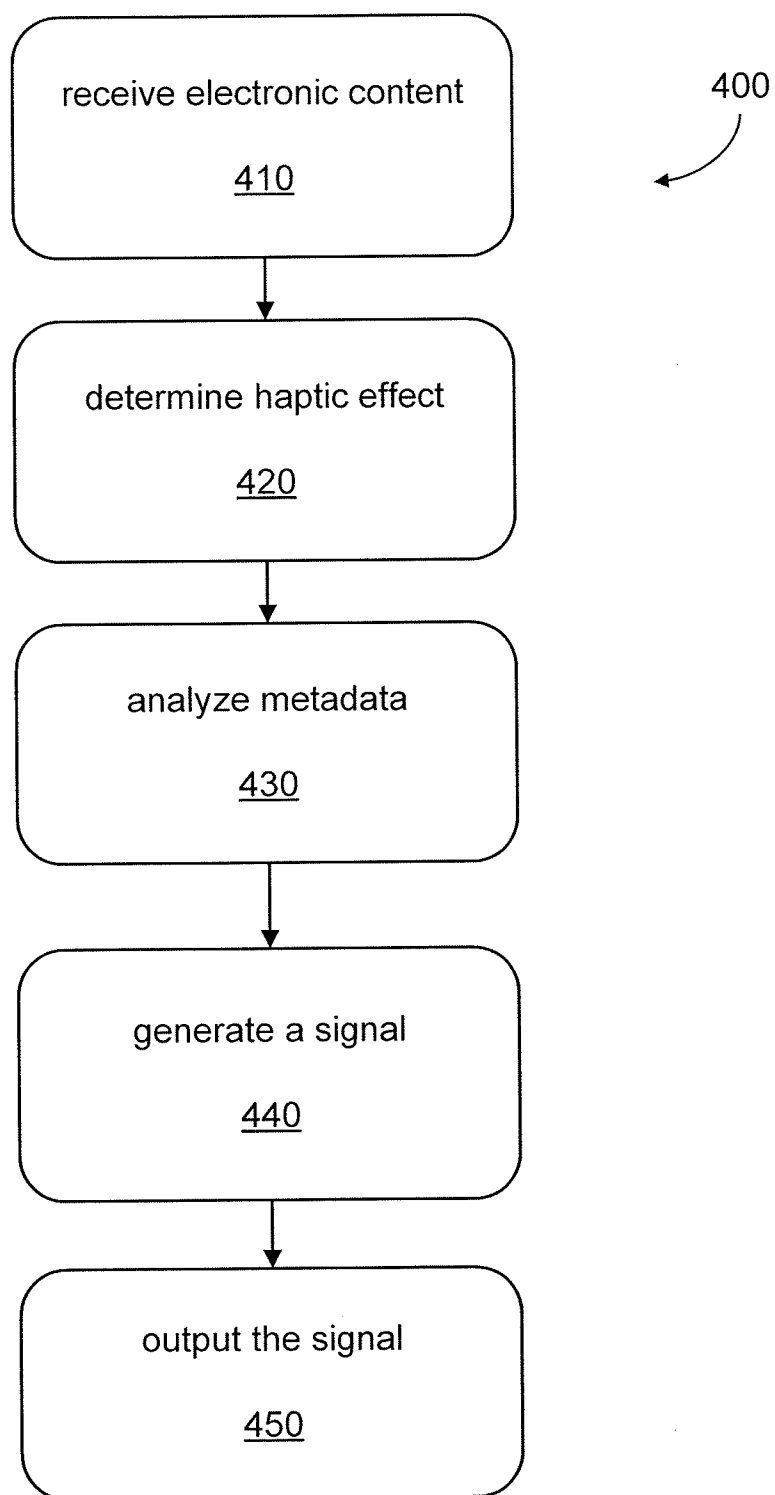 receive electronic content
410
400
determine haptic effect
420
analyze metadata
430
generate a signal
440
output the signal
450